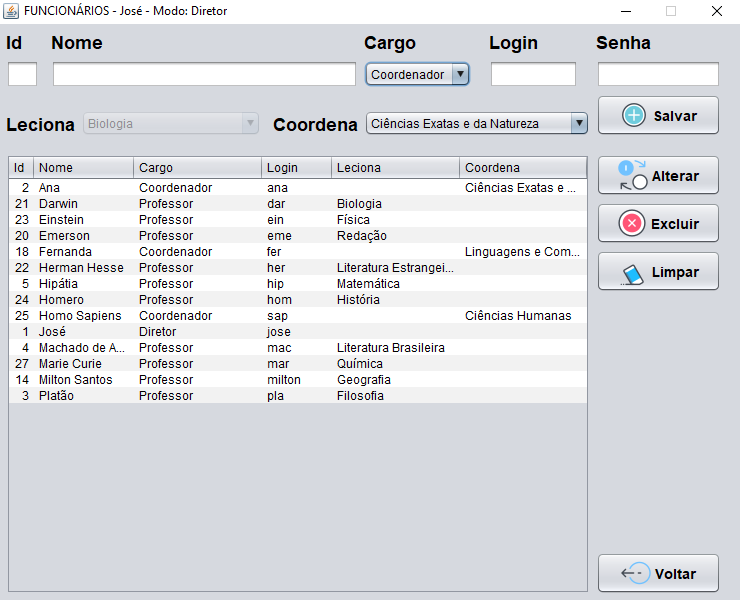 FUNCIONÁRIOS - José - Modo: Diretor
Id Nome Cargo Login Senha
Coordenador
Leciona Biologia Coordena Ciências Exatas e da Natureza Salvar
Id Nome Cargo Login Leciona Coordena
2 Ana Coordenador ana Ciências Exatas e ...
21 Darwin Professor dar Biologia
23 Einstein Professor ein Física
20 Emerson Professor eme Redação
18 Fernanda Coordenador fer Linguagens e Com...
22 Herman Hesse Professor her Literatura Estrangei...
5 Hipátia Professor hip Matemática
24 Homero Professor hom História
25 Homo Sapiens Coordenador sap Ciências Humanas
1 José Diretor jose
4 Machado de A... Professor mac Literatura Brasileira
27 Marie Curie Professor mar Química
14 Milton Santos Professor milton Geografia
3 Platão Professor pla Filosofia
Alterar
Excluir
Limpar
Voltar